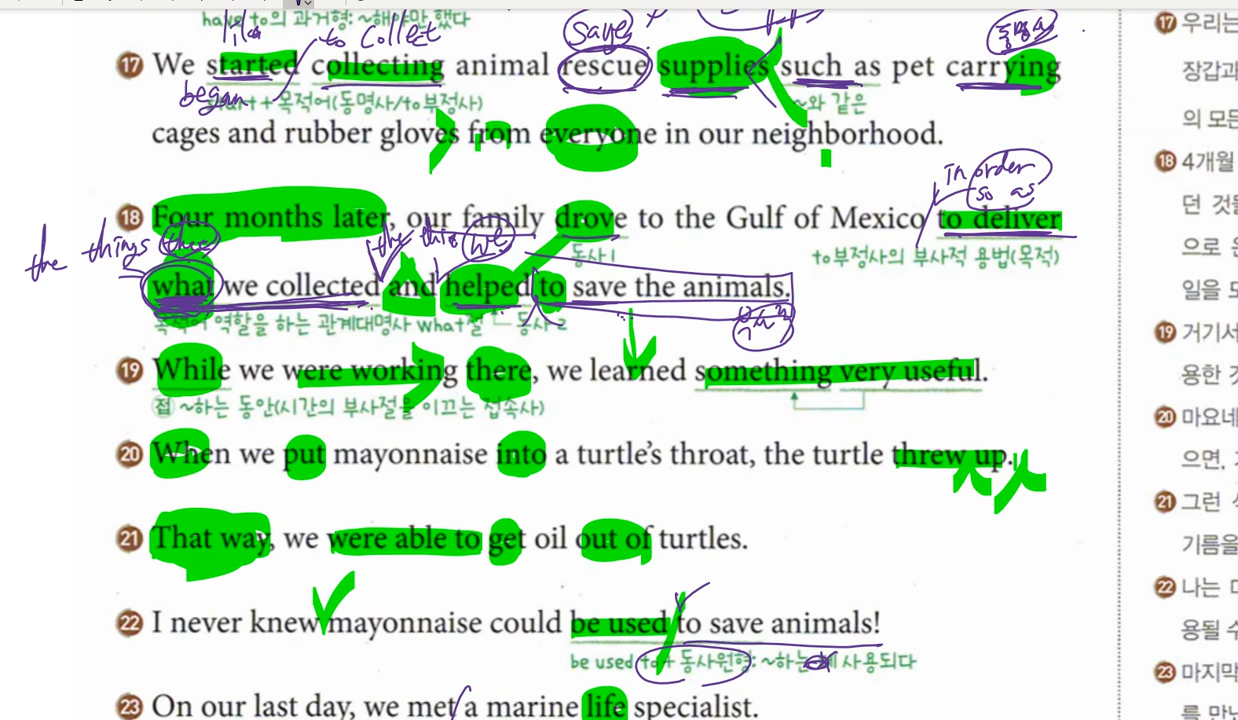 have to의 과거형: ~해야만 했다
to collect
save
동명사
17 We started collecting animal rescue supplies such as pet carrying
began
+ 목적어(동명사/to부정사)
~와 같은
cages and rubber gloves from everyone in our neighborhood.
in order
so as
18 Four months later, our family drove to the Gulf of Mexico to deliver
the things
we
동사1
to부정사의 부사적 용법(목적)
what we collected and helped to save the animals.
목적어 역할을 하는 관계대명사 what절
동사 2
19 While we were working there, we learned something very useful.
접 ~하는 동안(시간의 부사절을 이끄는 접속사)
20 When we put mayonnaise into a turtle's throat, the turtle threw up.
21 That way, we were able to get oil out of turtles.
22 I never knew mayonnaise could be used to save animals!
be used to+동사원형: ~하는 사용되다
23 On our last day, we met a marine life specialist.
17 우리는
장갑과
의 모든
18 4개월
던 것을
으로
일을
19 거기서
용한
20 마요네
으면,
21 그런
기름을
22 나는
용될 수
23 마지막
를 만